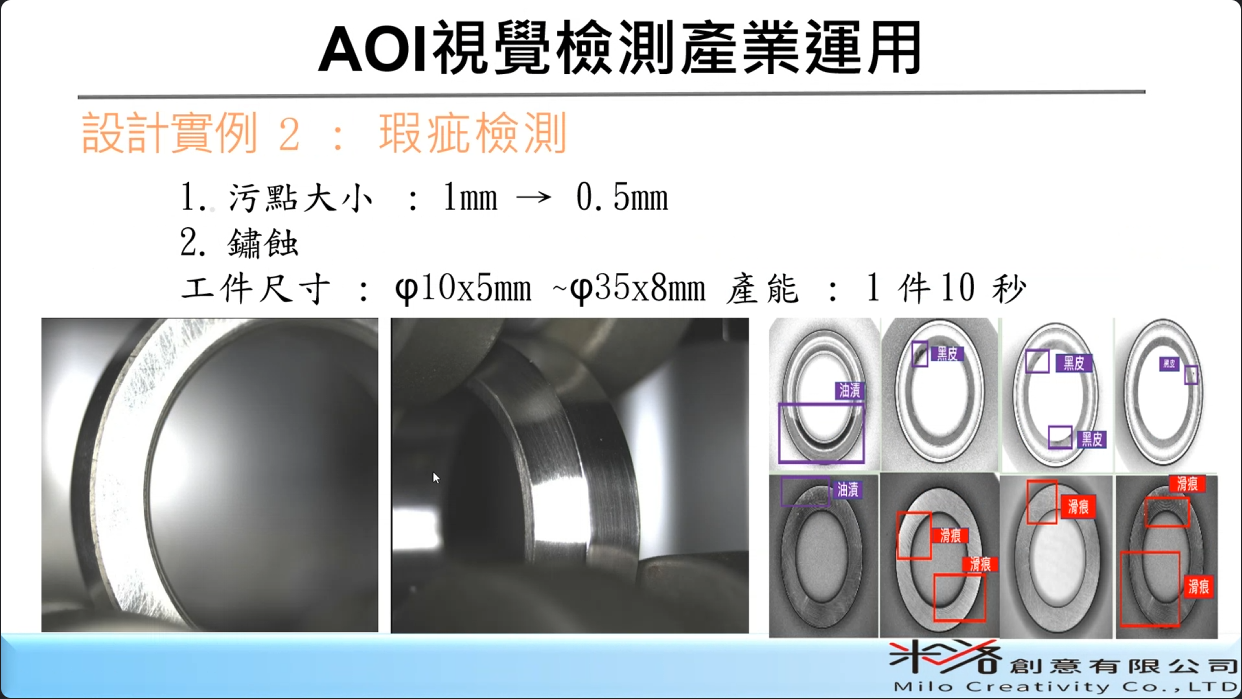 AOI視覺檢測產業運用
設計實例 2 : 瑕疵檢測
1. 污點大小 : 1mm → 0.5mm
2. 鏽蝕
工件尺寸 : φ10x5mm ~φ35x8mm 產能 : 1 件10 秒
油漬
黑皮
黑皮
黑皮
黑皮
油漬
滑痕
滑痕
滑痕
滑痕
滑痕
米洛創意有限公司
Milo Creativity Co.,LTD